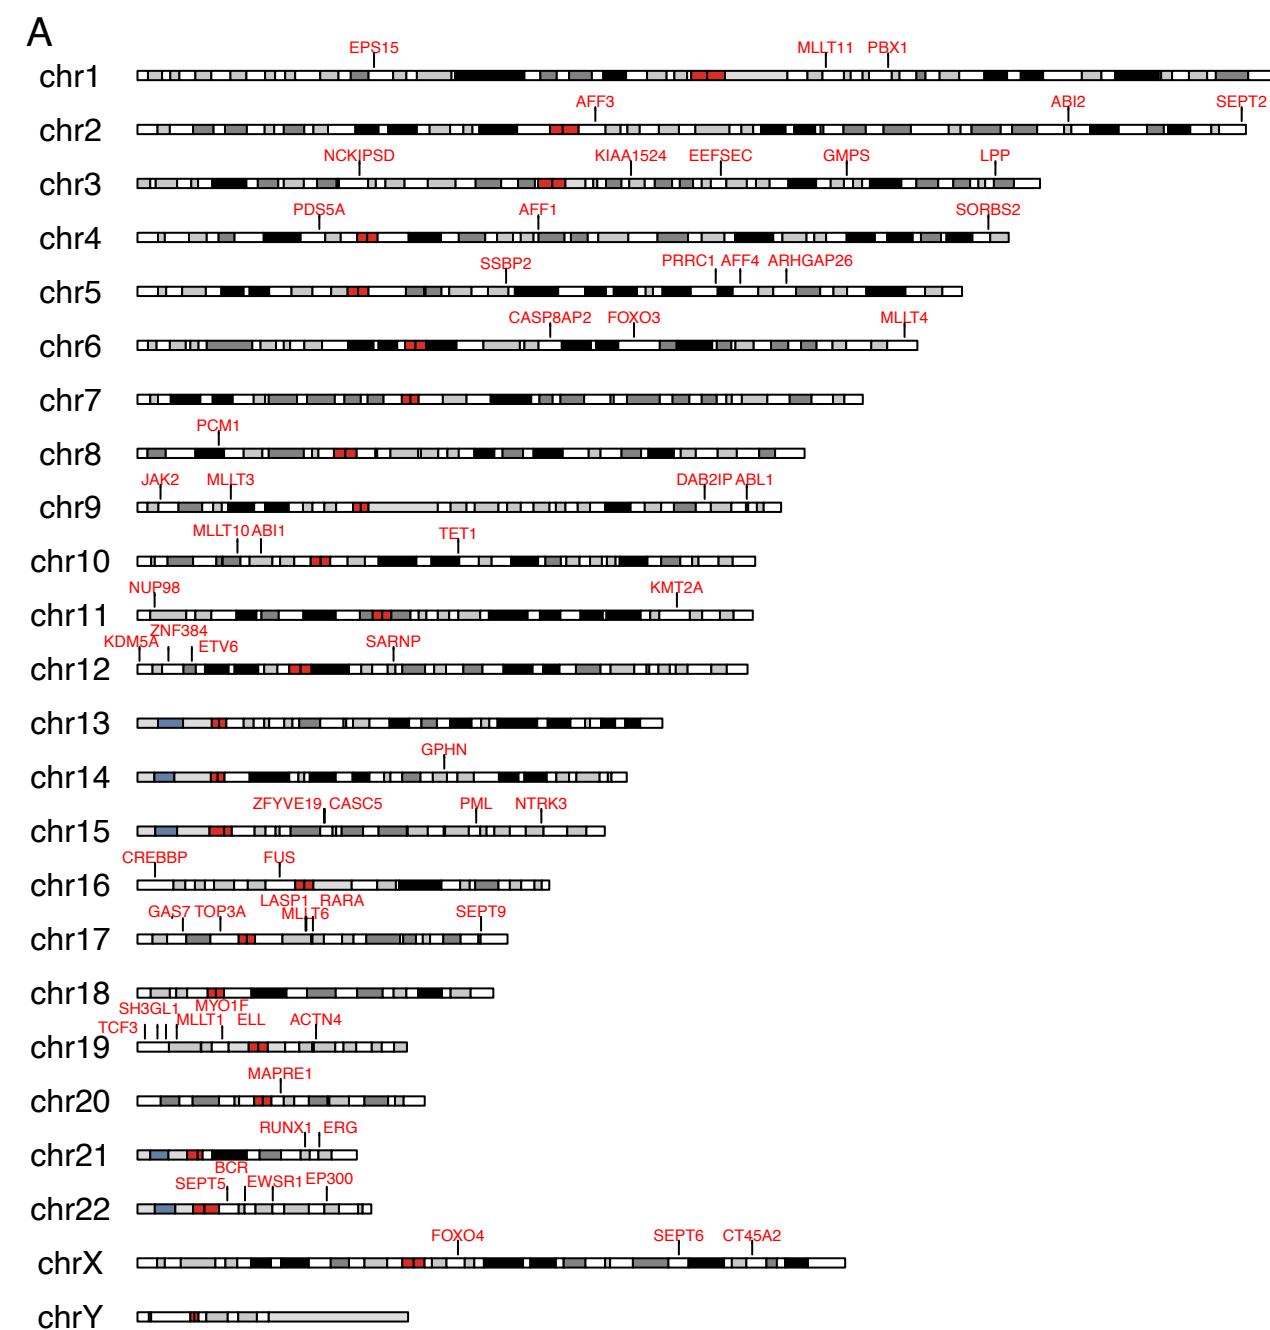 A
EPS15 MLLT11 PBX1
chr1
AFF3 ABI2 SEPT2
chr2
NCKIPSD KIAA1524 EEFSEC GMPS LPP
chr3
PDS5A AFF1 SORBS2
chr4
SSBP2 PRRC1 AFF4 ARHGAP26
chr5
CASP8AP2 FOXO3 MLLT4
chr6
chr7
PCM1
chr8
JAK2 MLLT3 DAB2IP ABL1
chr9
MLLT10 ABI1 TET1
chr10
NUP98 KMT2A
chr11
ZNF384
KDM5A ETV6 SARNP
chr12
chr13
GPHN
chr14
ZFYVE19 CASC5 PML NTRK3
chr15
CREBBP FUS
chr16
LASP1 RARA
GAS7 TOP3A MLLT6 SEPT9
chr17
chr18
SH3GL1 MYO1F
TCF3 MLLT1 ELL ACTN4
chr19
MAPRE1
chr20
RUNX1 ERG
chr21
BCR
SEPT5 EWSR1 EP300
chr22
FOXO4 SEPT6 CT45A2
chrX
chrY